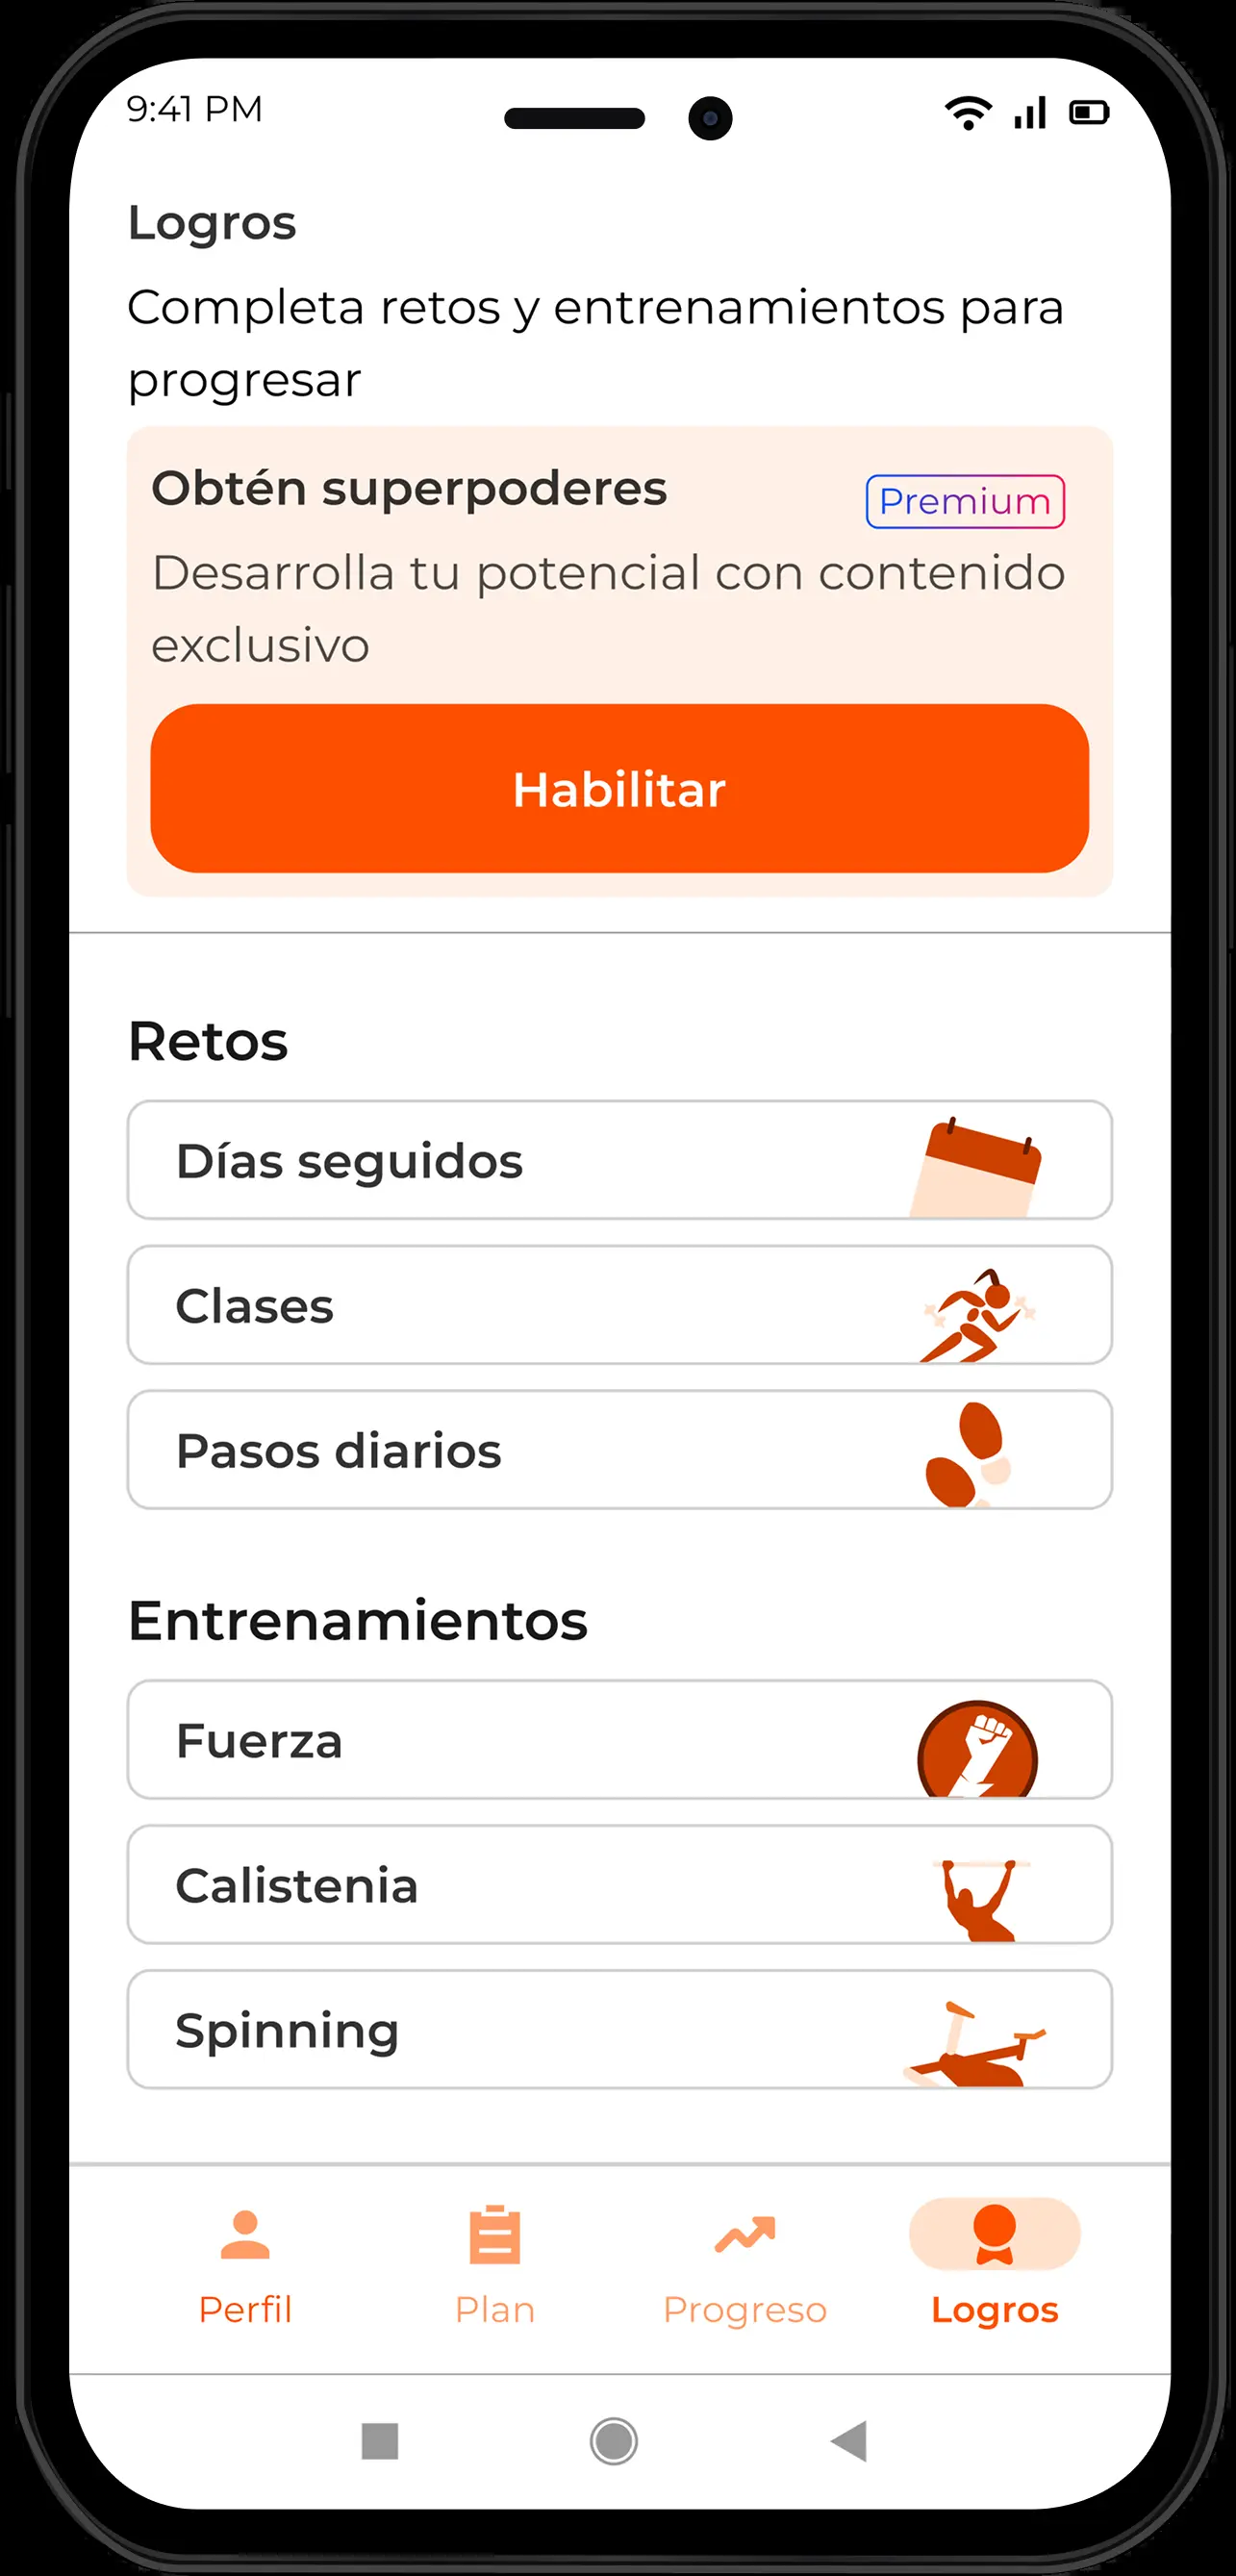 9:41 PM
Logros
Completa retos y entrenamientos para
progresar
Obtén superpoderes
Premium
Desarrolla tu potencial con contenido
exclusivo
Habilitar
Retos
Días seguidos
Clases
Pasos diarios
Entrenamientos
Fuerza
Calistenia
Spinning
Perfil
Plan
Progreso
Logros